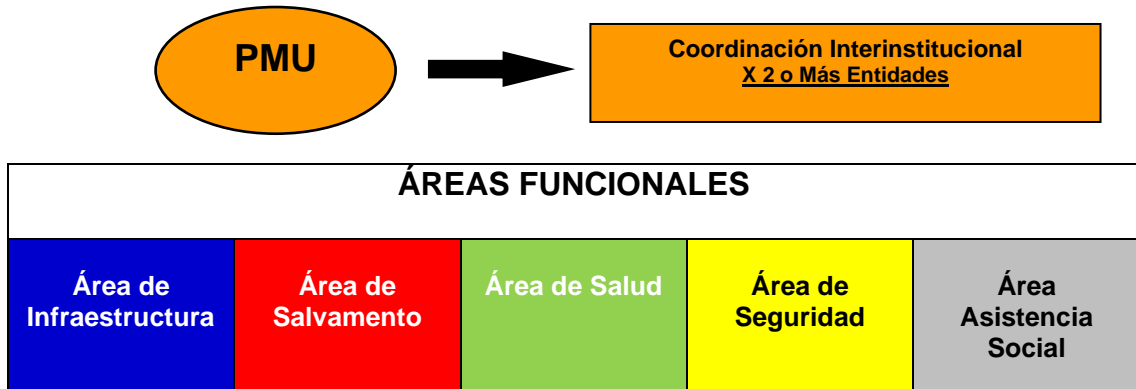 PMU
Coordinación Interinstitucional
X 2 o Más Entidades
ÁREAS FUNCIONALES
Área de
Infraestructura
Área de
Salvamento
Área de Salud
Área de
Seguridad
Área
Asistencia
Social